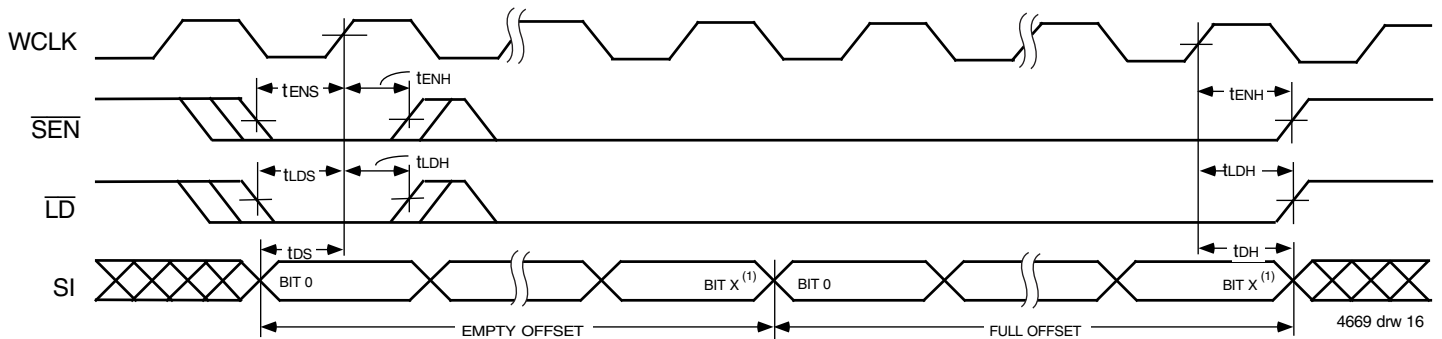 WCLK
tENS
tENH
SEN
tENH
tLDS
tLDH
LD
tLDH
tDS
tDH
SI
BIT 0
BIT X (1)
BIT 0
BIT X (1)
EMPTY OFFSET
FULL OFFSET
4669 drw 16